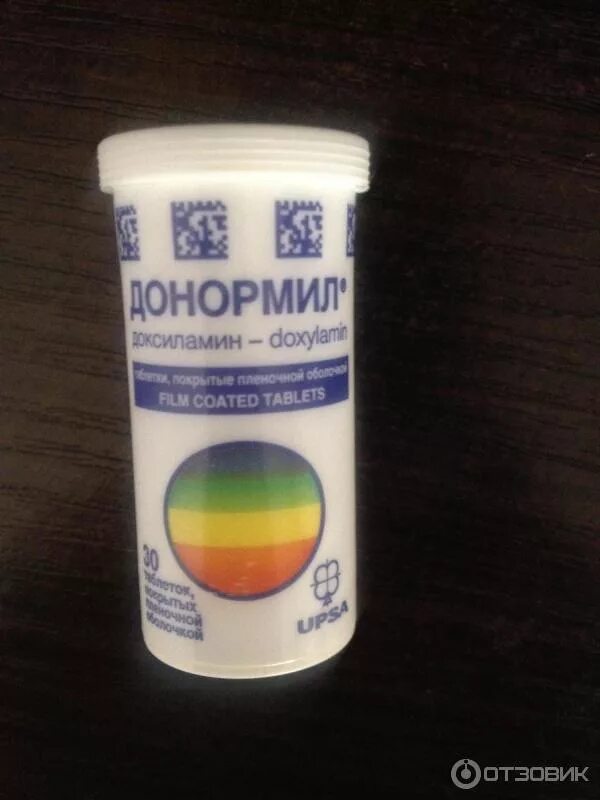 ДОНОРМИЛ®
доксиламин – doxylamin
таблетки, покрытые пленочной оболочкой
FILM COATED TABLETS
30
таблеток,
покрытых
пленочной
оболочкой
UPSA
ОТЗОВИК